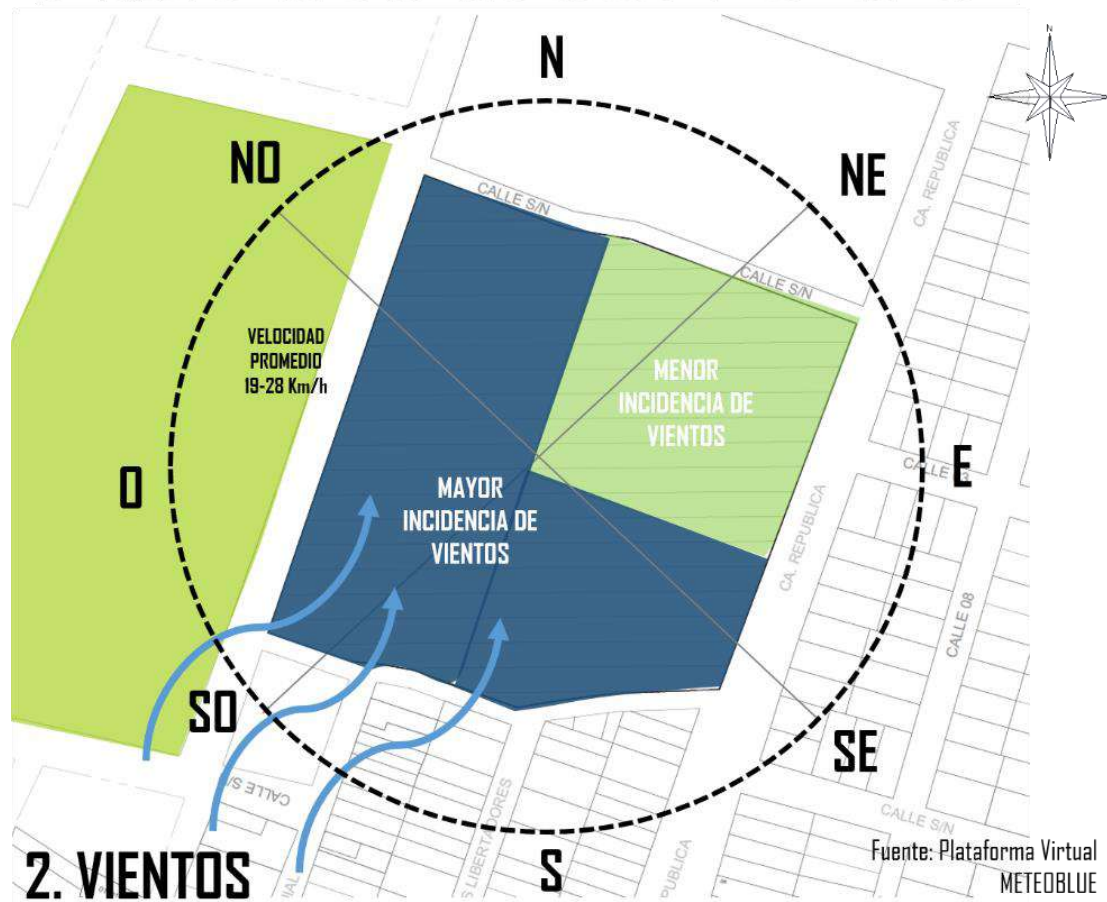 N
N
NO
NE
CA. REPUBLICA
CALLE S/N
CALLE S/N
VELOCIDAD
PROMEDIO
19-28 Km/h
MENOR
INCIDENCIA DE
VIENTOS
O
E
MAYOR
INCIDENCIA DE
VIENTOS
CA. REPUBLICA
CALLE 08
SO
SE
CALLE S/N
LIBERTADORES
CALLE S/N
2. VIENTOS
S
Fuente: Plataforma Virtual
METEOBLUE